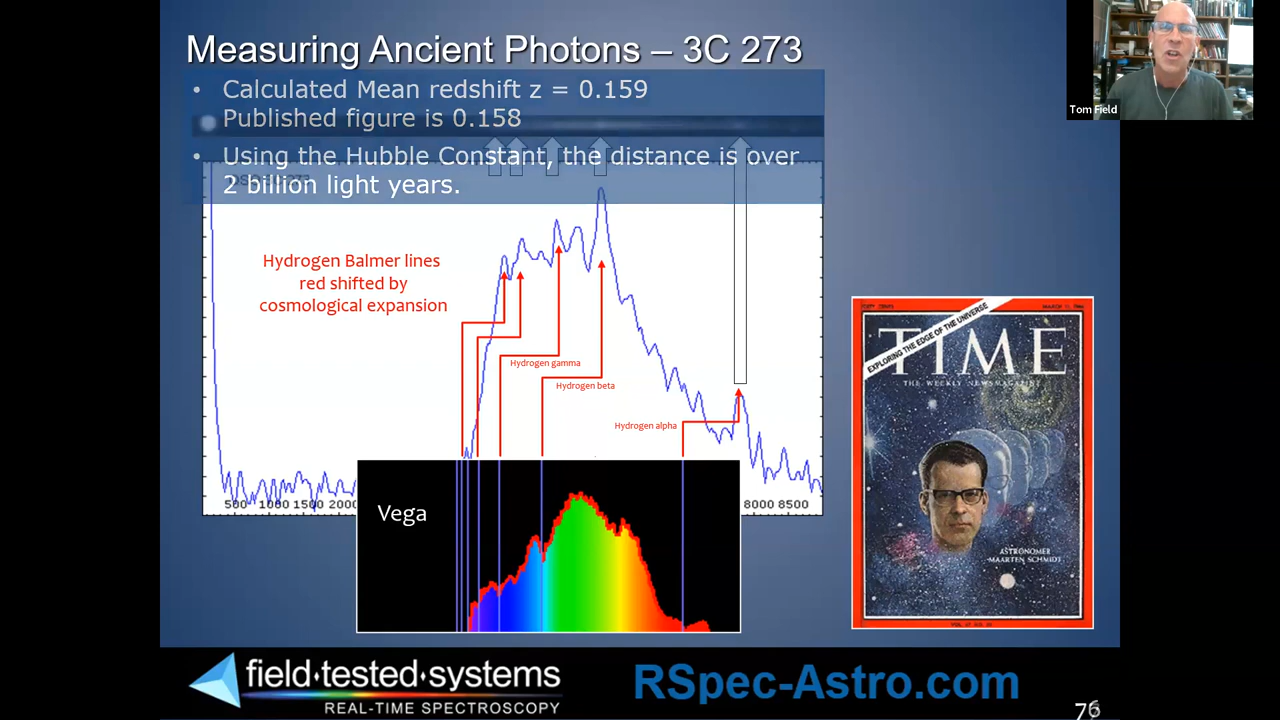 Measuring Ancient Photons – 3C 273
• Calculated Mean redshift z = 0.159
Published figure is 0.158
• Using the Hubble Constant, the distance is over
2 billion light years.
Tom Field
Hydrogen Balmer lines
red shifted by
cosmological expansion
Hydrogen gamma
Hydrogen beta
Hydrogen alpha
500 1000 1500 2000
8000 8500
Vega
EXPLORING THE EDGE OF THE UNIVERSE
TIME
THE WEEKLY NEWSMAGAZINE
ASTRONOMER
MAARTEN SCHMIDT
field•tested•systems
REAL-TIME SPECTROSCOPY
RSpec-Astro.com